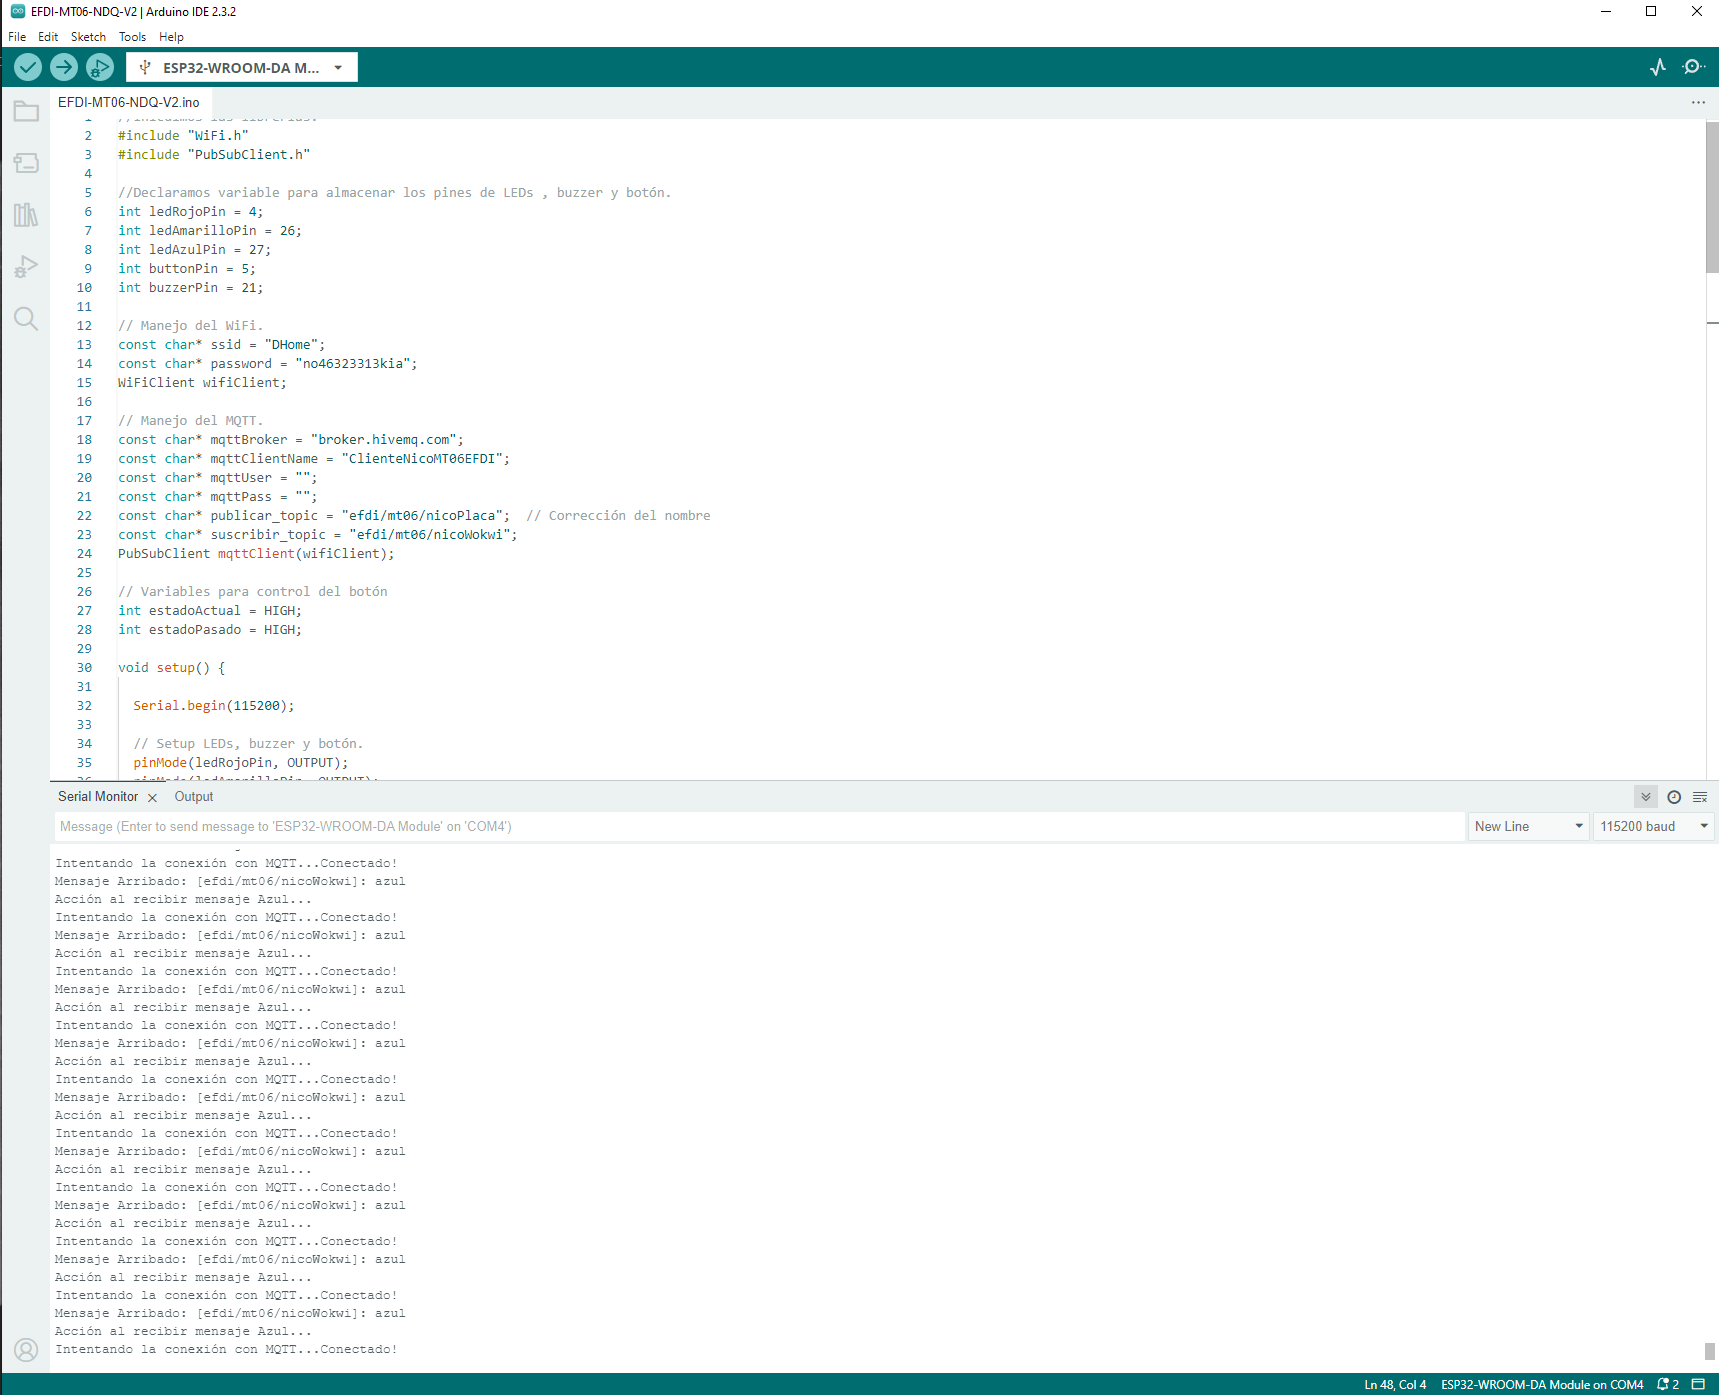 EFDI-MT06-NDQ-V2 | Arduino IDE 2.3.2
File Edit Sketch Tools Help
ESP32-WROOM-DA M...
EFDI-MT06-NDQ-V2.ino
1
2 #include "WiFi.h"
3 #include "PubSubClient.h"
4
5 //Declaramos variable para almacenar los pines de LEDs , buzzer y botón.
6 int ledRojoPin = 4;
7 int ledAmarilloPin = 26;
8 int ledAzulPin = 27;
9 int buttonPin = 5;
10 int buzzerPin = 21;
11
12 // Manejo del WiFi.
13 const char* ssid = "DHome";
14 const char* password = "no46323313kia";
15 WiFiClient wifiClient;
16
17 // Manejo del MQTT.
18 const char* mqttBroker = "broker.hivemq.com";
19 const char* mqttClientName = "ClienteNicoMT06EFDI";
20 const char* mqttUser = "";
21 const char* mqttPass = "";
22 const char* publicar_topic = "efdi/mt06/nicoPlaca";  // Corrección del nombre
23 const char* suscribir_topic = "efdi/mt06/nicoWokwi";
24 PubSubClient mqttClient(wifiClient);
25
26 // Variables para control del botón
27 int estadoActual = HIGH;
28 int estadoPasado = HIGH;
29
30 void setup() {
31
32 Serial.begin(115200);
33
34 // Setup LEDs, buzzer y botón.
35 pinMode(ledRojoPin, OUTPUT);
36 pinMode(ledAmarilloPin, OUTPUT);
Serial Monitor Output
Message (Enter to send message to 'ESP32-WROOM-DA Module' on 'COM4') New Line 115200 baud
Intentando la conexión con MQTT...Conectado!
Mensaje Arribado: [efdi/mt06/nicoWokwi]: azul
Acción al recibir mensaje Azul...
Intentando la conexión con MQTT...Conectado!
Mensaje Arribado: [efdi/mt06/nicoWokwi]: azul
Acción al recibir mensaje Azul...
Intentando la conexión con MQTT...Conectado!
Mensaje Arribado: [efdi/mt06/nicoWokwi]: azul
Acción al recibir mensaje Azul...
Intentando la conexión con MQTT...Conectado!
Mensaje Arribado: [efdi/mt06/nicoWokwi]: azul
Acción al recibir mensaje Azul...
Intentando la conexión con MQTT...Conectado!
Mensaje Arribado: [efdi/mt06/nicoWokwi]: azul
Acción al recibir mensaje Azul...
Intentando la conexión con MQTT...Conectado!
Mensaje Arribado: [efdi/mt06/nicoWokwi]: azul
Acción al recibir mensaje Azul...
Intentando la conexión con MQTT...Conectado!
Mensaje Arribado: [efdi/mt06/nicoWokwi]: azul
Acción al recibir mensaje Azul...
Intentando la conexión con MQTT...Conectado!
Mensaje Arribado: [efdi/mt06/nicoWokwi]: azul
Acción al recibir mensaje Azul...
Intentando la conexión con MQTT...Conectado!
Mensaje Arribado: [efdi/mt06/nicoWokwi]: azul
Acción al recibir mensaje Azul...
Intentando la conexión con MQTT...Conectado!
Ln 48, Col 4 ESP32-WROOM-DA Module on COM4 2